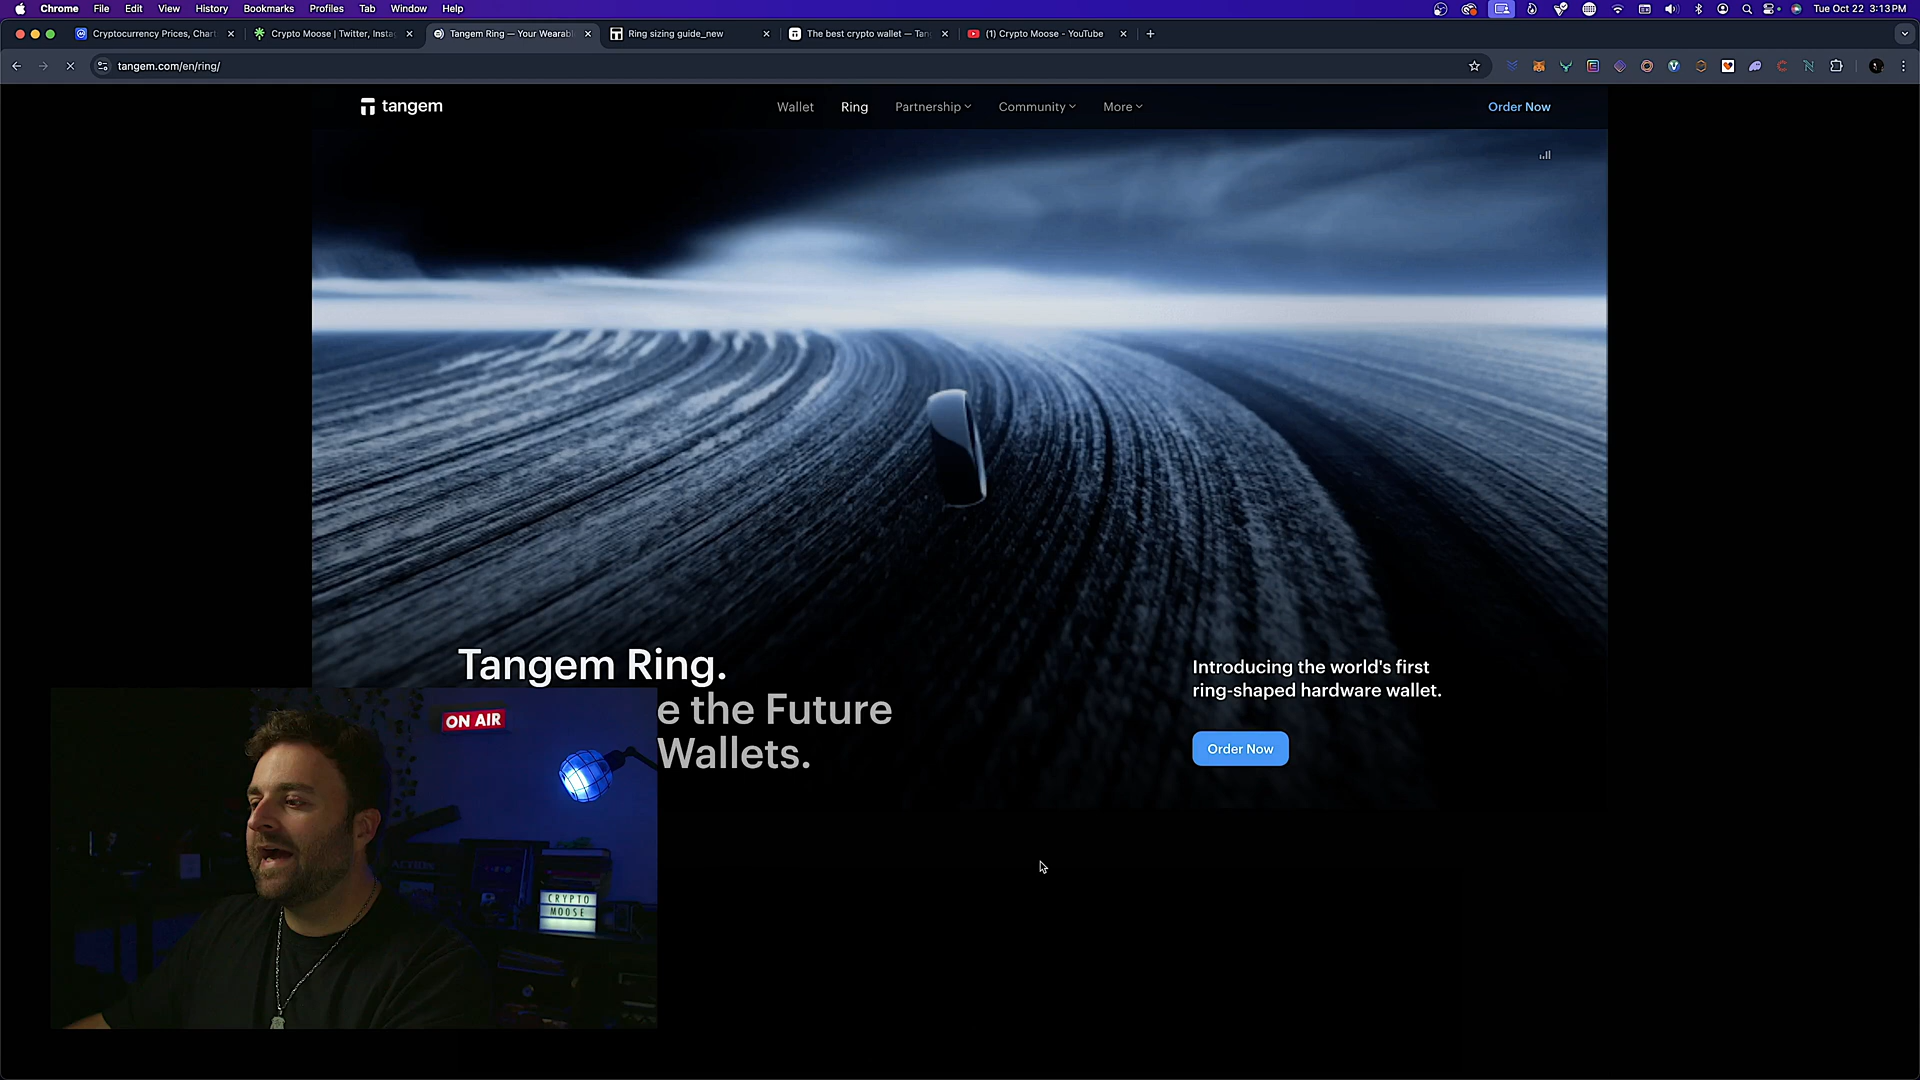 Chrome File Edit View History Bookmarks Profiles Tab Window Help
Tue Oct 22 3:13 PM
Cryptocurrency Prices, Chart
Crypto Moose | Twitter, Insta
Tangem Ring — Your Wearab
Ring sizing guide_new
The best crypto wallet — Tan
(1) Crypto Moose - YouTube
tangem.com/en/ring/
tangem
Wallet Ring Partnership Community More
Order Now
Tangem Ring.
e the Future
Wallets.
Introducing the world's first
ring-shaped hardware wallet.
Order Now
ON AIR
ACTION
CRYPTO
MOOSE